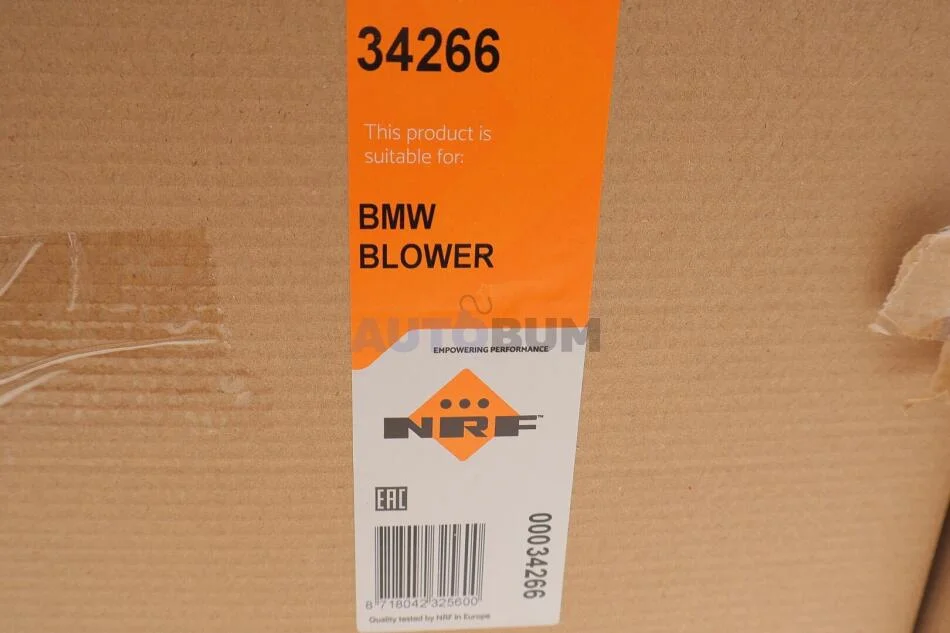 34266
This product is
suitable for:
BMW
BLOWER
AUTOBUM
EMPOWERING PERFORMANCE
NRF™
EAC
00034266
8 718042 325600
Quality tested by NRF in Europe